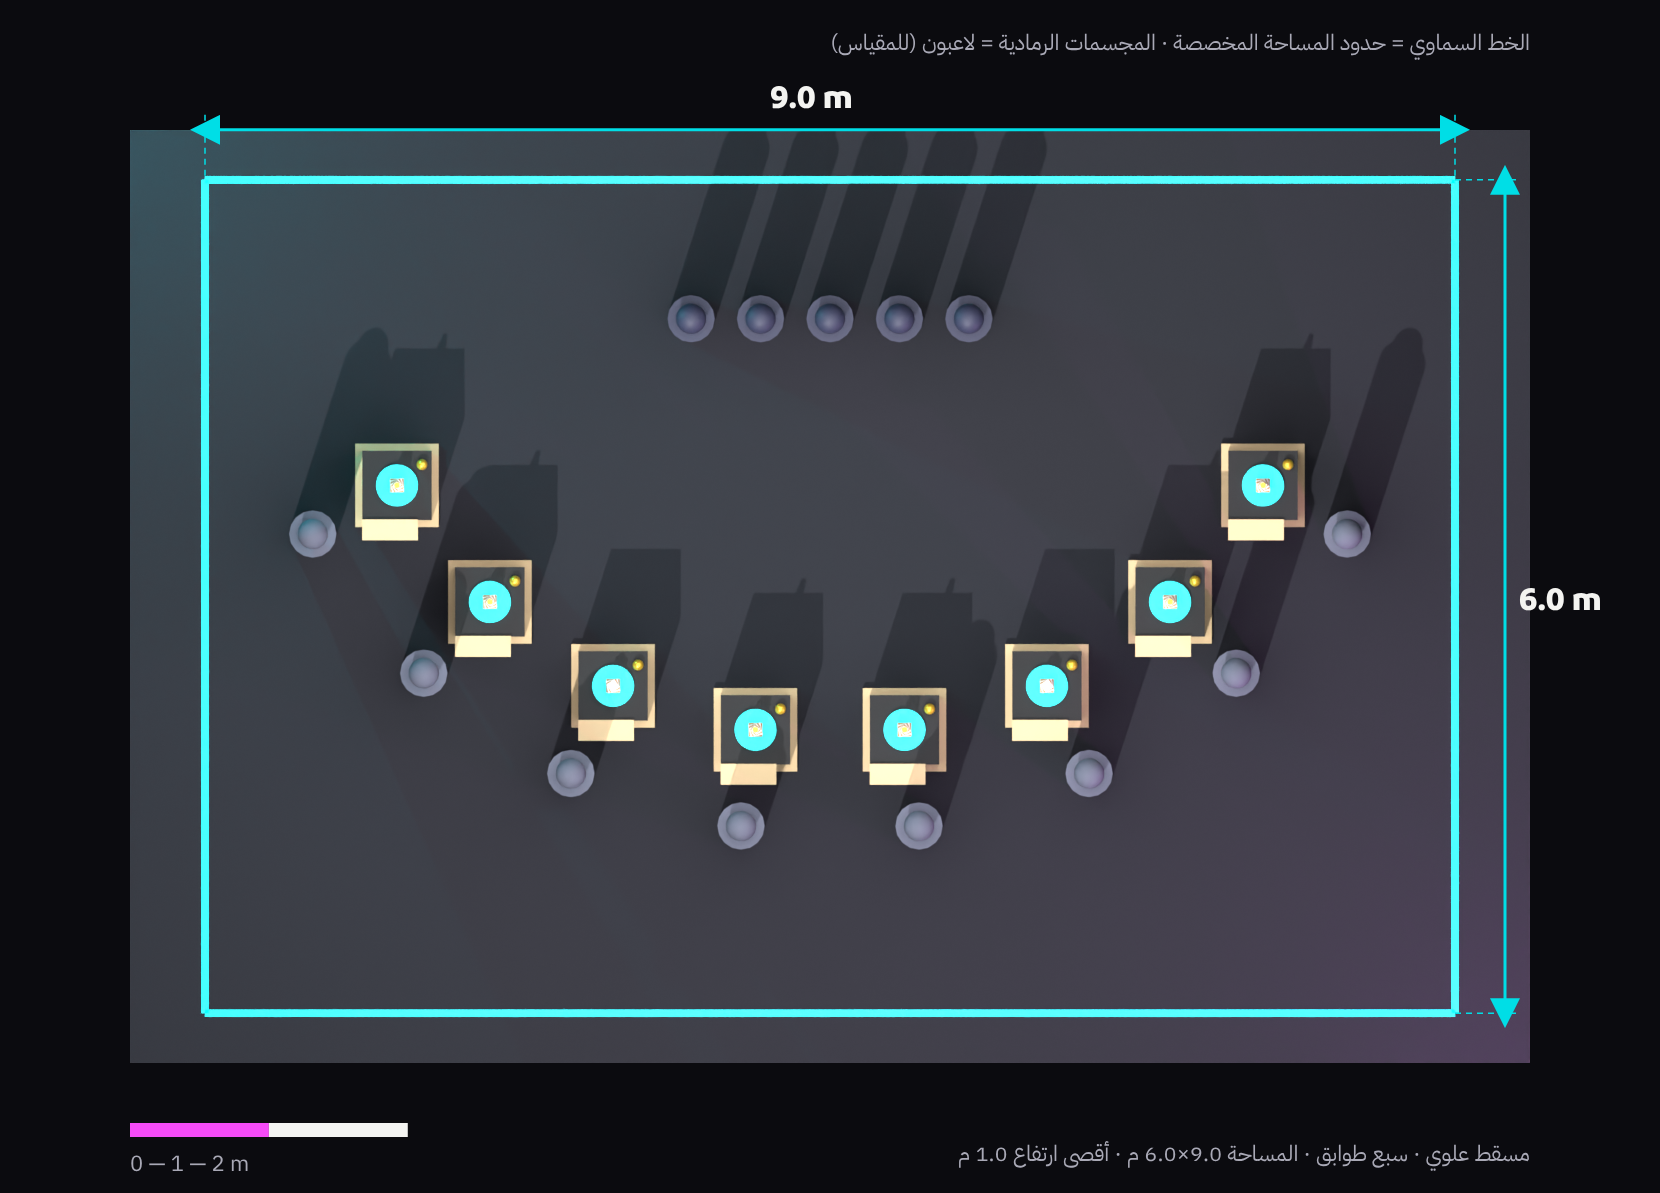 الخط السماوي = حدود المساحة المخصصة · المجسمات الرمادية = لاعبون (للمقياس)
9.0 m
6.0 m
0 — 1 — 2 m
مسقط علوي · سبع طوابق · المساحة 9.0×6.0 م · أقصى ارتفاع 1.0 م